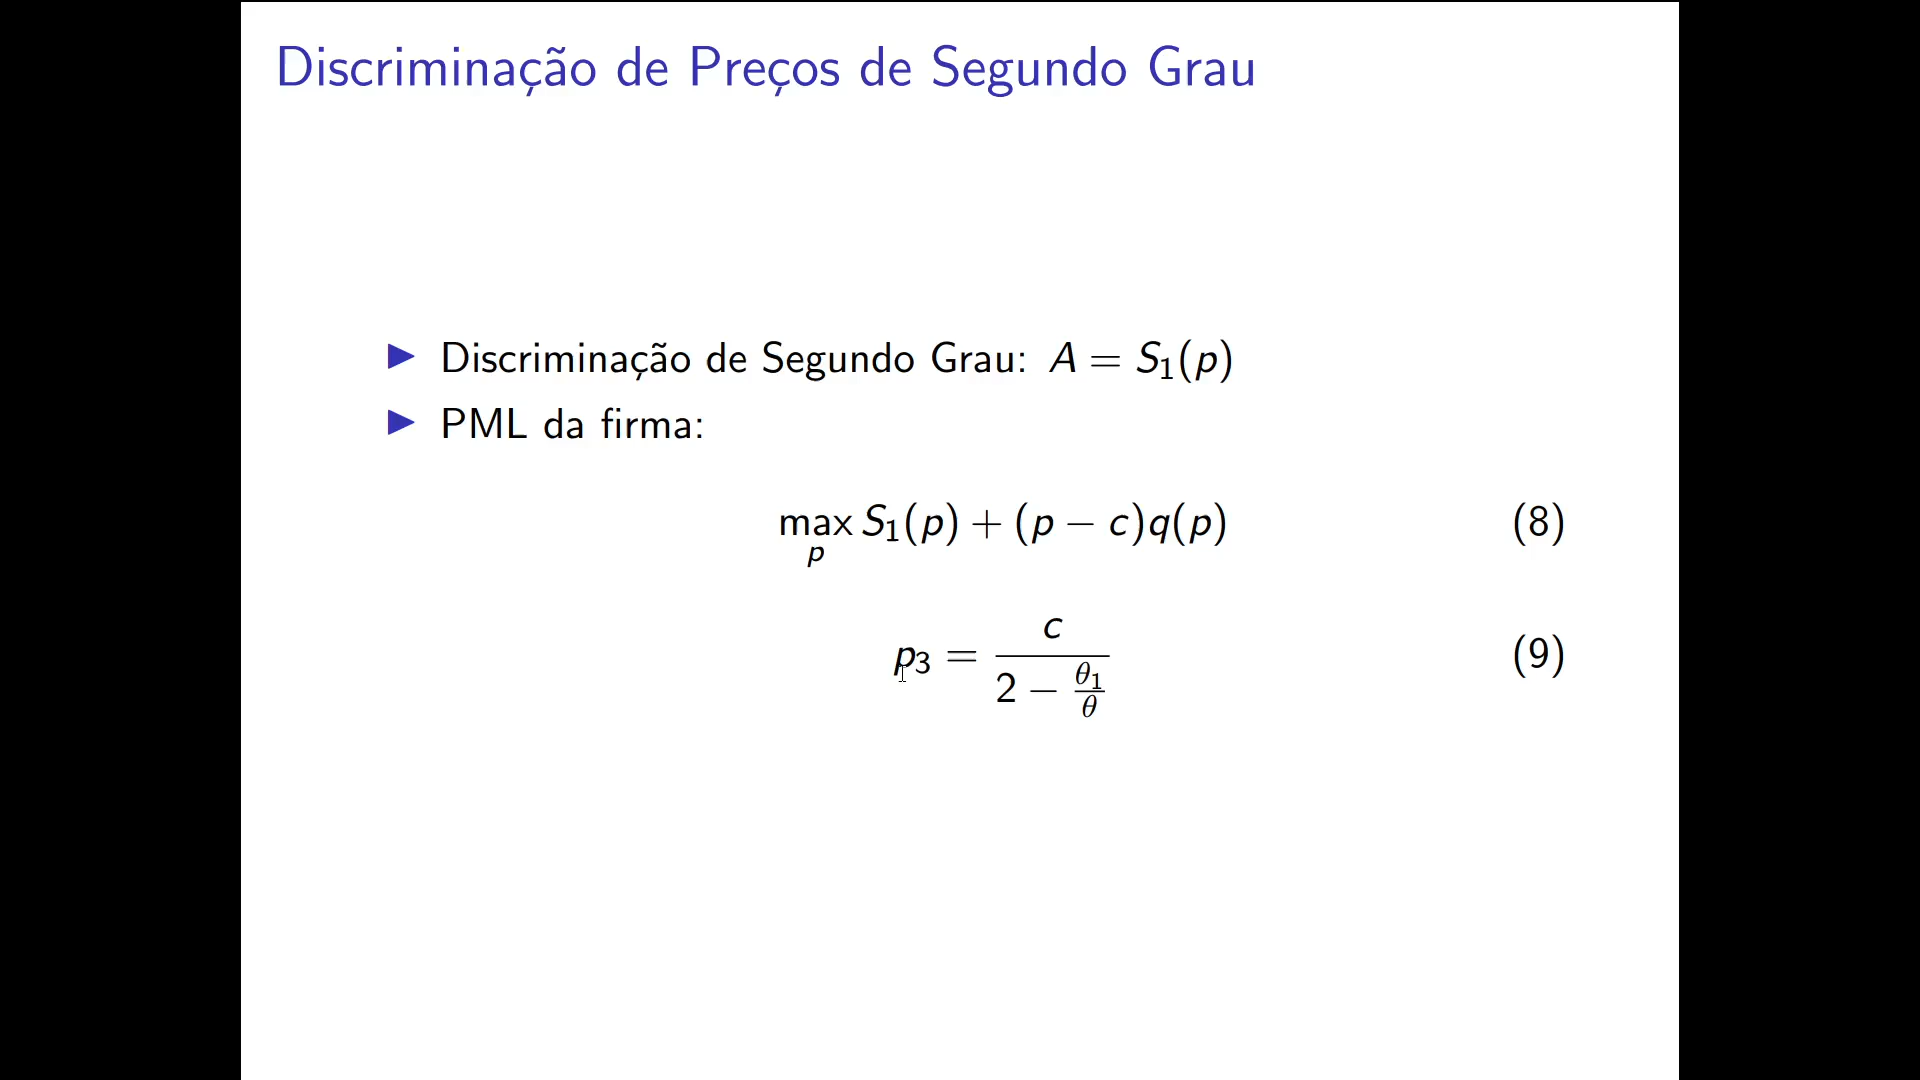 Discriminação de Preços de Segundo Grau
▶ Discriminação de Segundo Grau: A = S₁(p)
▶ PML da firma:
max_p S₁(p) + (p − c)q(p) (8)
p₃ = c / (2 − θ₁/θ) (9)